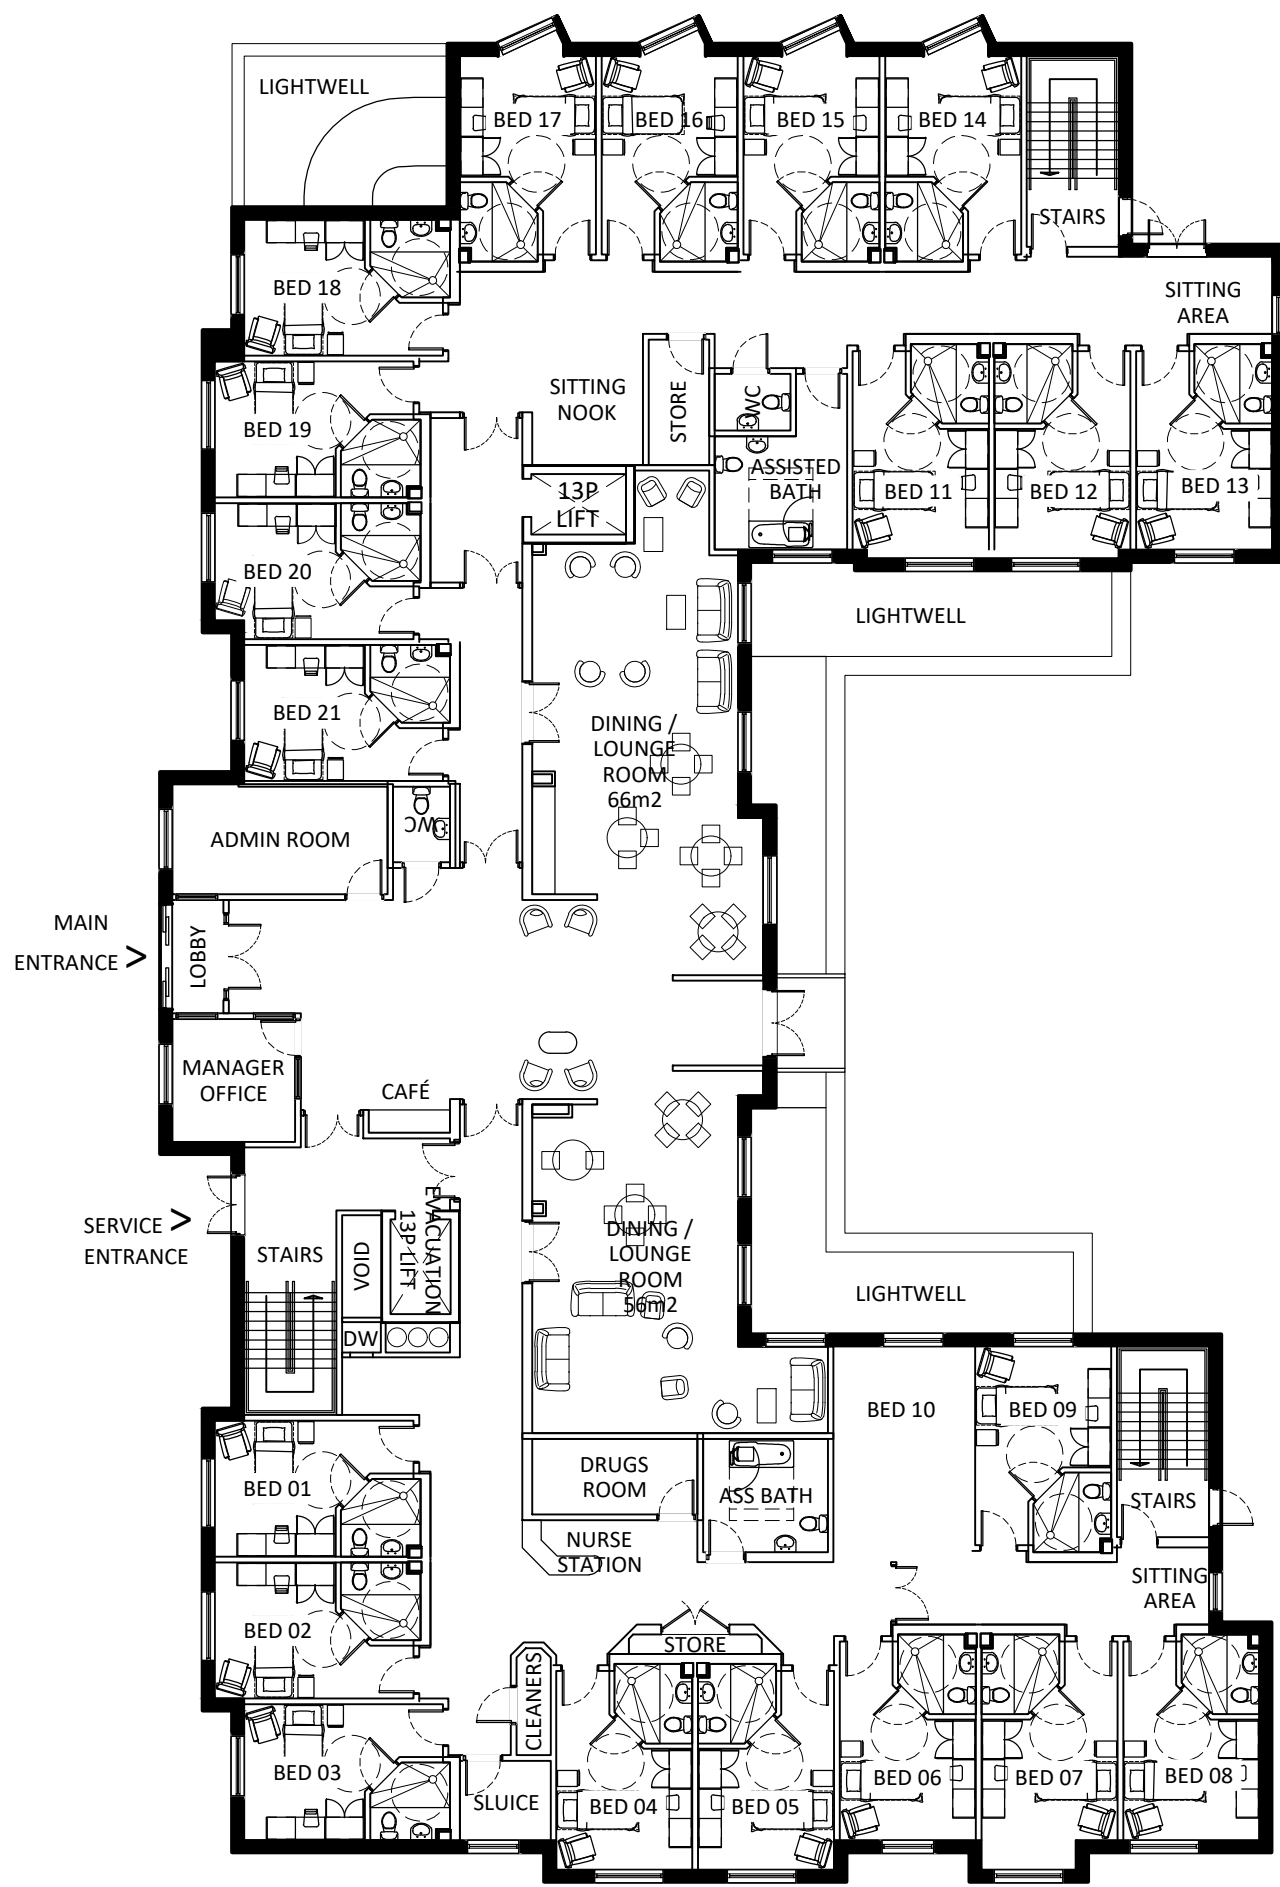 LIGHTWELL
BED 17
BED 16
BED 15
BED 14
STAIRS
BED 18
SITTING
AREA
SITTING
NOOK
STORE
WC
BED 19
ASSISTED
BATH
BED 11
BED 12
BED 13
13P
LIFT
BED 20
LIGHTWELL
BED 21
DINING /
LOUNGE
ROOM
66m2
WC
ADMIN ROOM
MAIN
ENTRANCE >
LOBBY
MANAGER
OFFICE
CAFÉ
SERVICE >
ENTRANCE
STAIRS
VOID
EVACUATION
13P LIFT
DW
DINING /
LOUNGE
ROOM
56m2
LIGHTWELL
BED 10
BED 09
BED 01
DRUGS
ROOM
ASS BATH
STAIRS
NURSE
STATION
SITTING
AREA
BED 02
STORE
CLEANERS
BED 03
SLUICE
BED 04
BED 05
BED 06
BED 07
BED 08